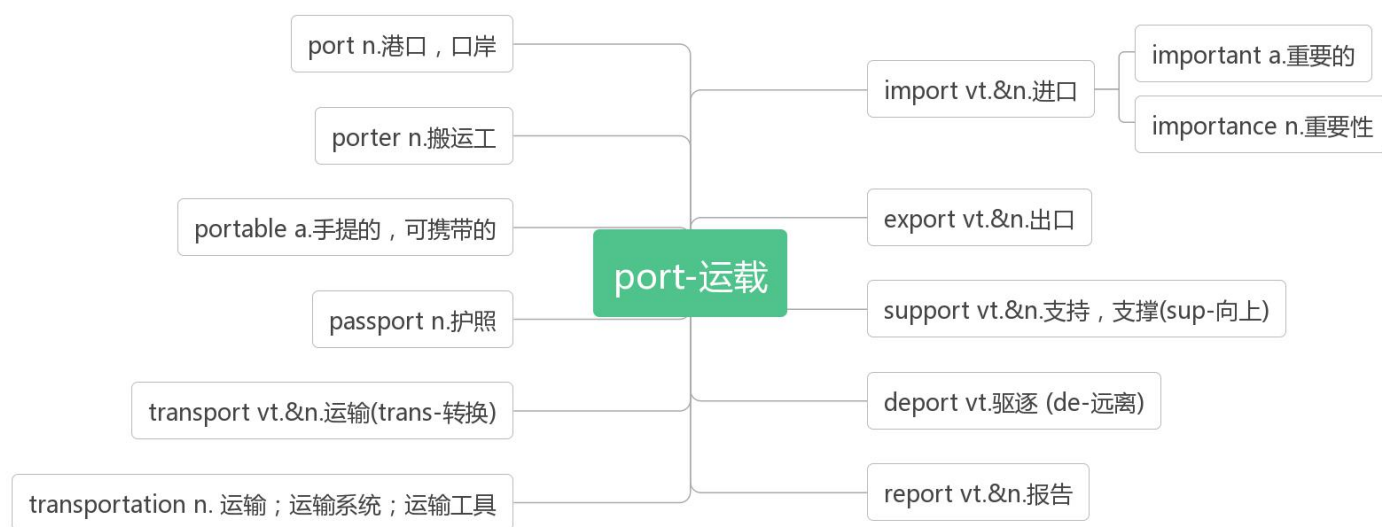 port n.港口，口岸
porter n.搬运工
portable a.手提的，可携带的
passport n.护照
transport vt.&n.运输(trans-转换)
transportation n. 运输；运输系统；运输工具
port-运载
import vt.&n.进口
important a.重要的
importance n.重要性
export vt.&n.出口
support vt.&n.支持，支撑(sup-向上)
deport vt.驱逐 (de-远离)
report vt.&n.报告